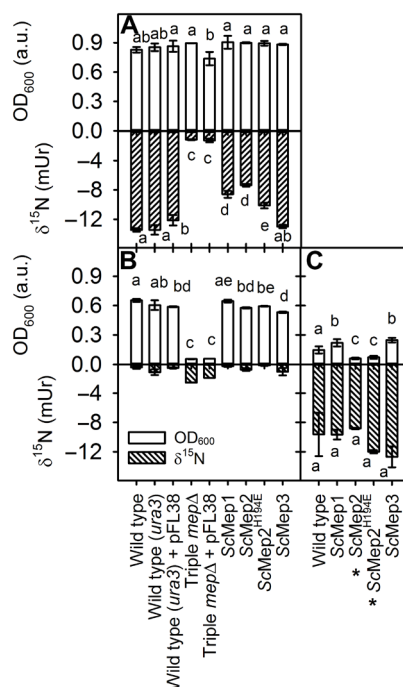 A
OD600 (a.u.)
0.9
0.6
0.3
0.0
−4
−8
−12
δ15N (mUr)
ab ab a a b a a a a
a a b c c d d e ab
B
OD600 (a.u.)
0.9
0.6
0.3
0.0
−4
−8
−12
δ15N (mUr)
a ab bd c c ae bd be d
OD600
δ15N
C
a b c c b
a a a a a
Wild type
Wild type (ura3)
Wild type (ura3) + pFL38
Triple mepΔ
Triple mepΔ + pFL38
ScMep1
ScMep2
ScMep2H194E
ScMep3
Wild type
ScMep1
* ScMep2
* ScMep2H194E
ScMep3